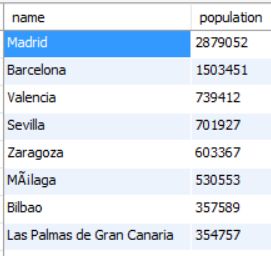 name population
Madrid 2879052
Barcelona 1503451
Valencia 739412
Sevilla 701927
Zaragoza 603367
MÃ¡laga 530553
Bilbao 357589
Las Palmas de Gran Canaria 354757